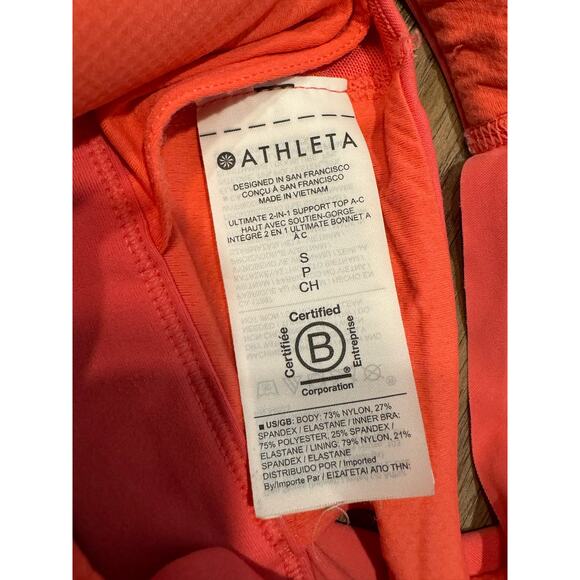 ATHLETA
DESIGNED IN SAN FRANCISCO
CONÇU À SAN FRANCISCO
MADE IN VIETNAM
ULTIMATE 2-IN-1 SUPPORT TOP A-C
HAUT AVEC SOUTIEN-GORGE
INTÉGRÉ 2 EN 1 ULTIMATE BONNET A
À C
S
P
CH
Certified
Certifiée
B
Entreprise
®
Corporation
■ US/GB: BODY: 73% NYLON, 27%
SPANDEX / ELASTANE / INNER BRA:
75% POLYESTER, 25% SPANDEX /
ELASTANE / LINING: 79% NYLON, 21%
SPANDEX / ELASTANE
DISTRIBUIDO POR / Imported
By/Importe Par / ΕΙΣΑΓΕΤΑΙ ΑΠΟ ΤΗΝ: